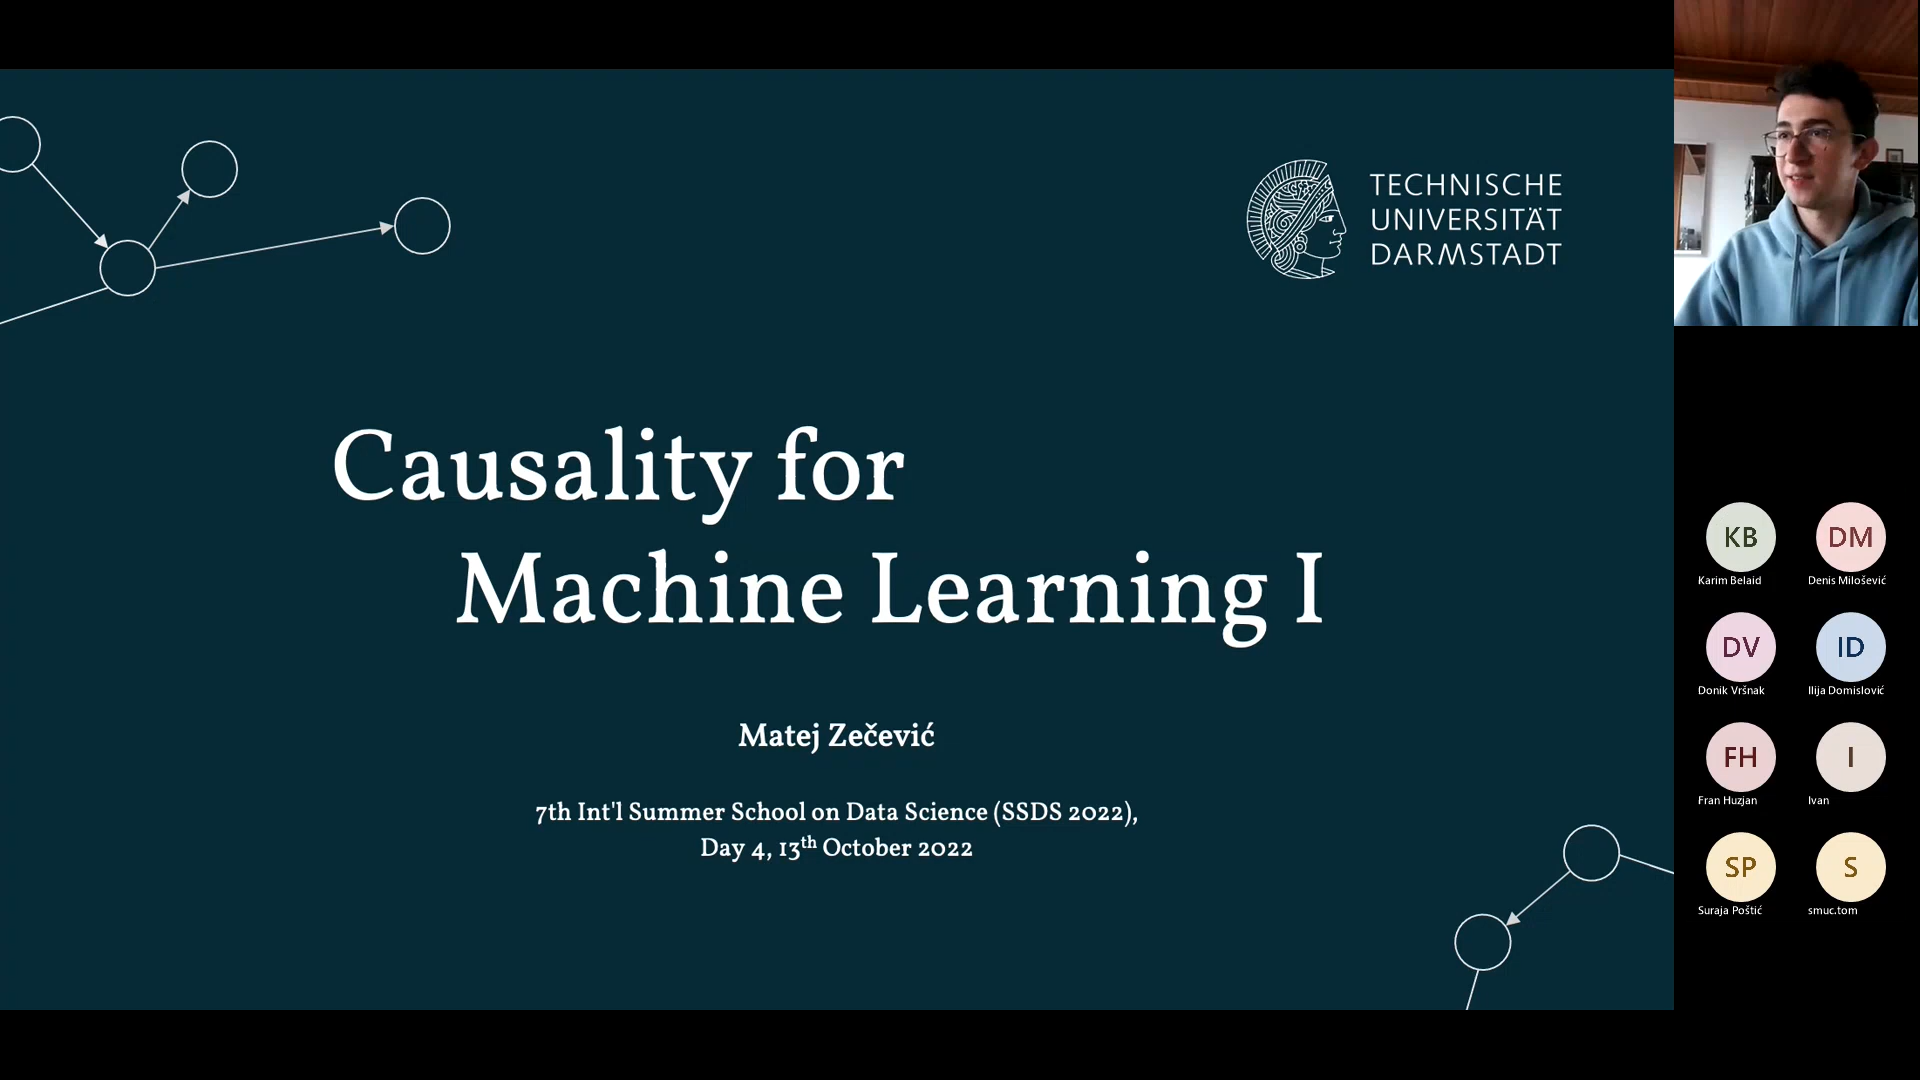 TECHNISCHE
UNIVERSITÄT
DARMSTADT
Causality for
Machine Learning I
Matej Zečević
7th Int'l Summer School on Data Science (SSDS 2022),
Day 4, 13th October 2022
KB
DM
Karim Belaid
Denis Milošević
DV
ID
Donik Vršnak
Ilija Domislović
FH
I
Fran Huzjan
Ivan
SP
S
Suraja Poštić
smuc.tom